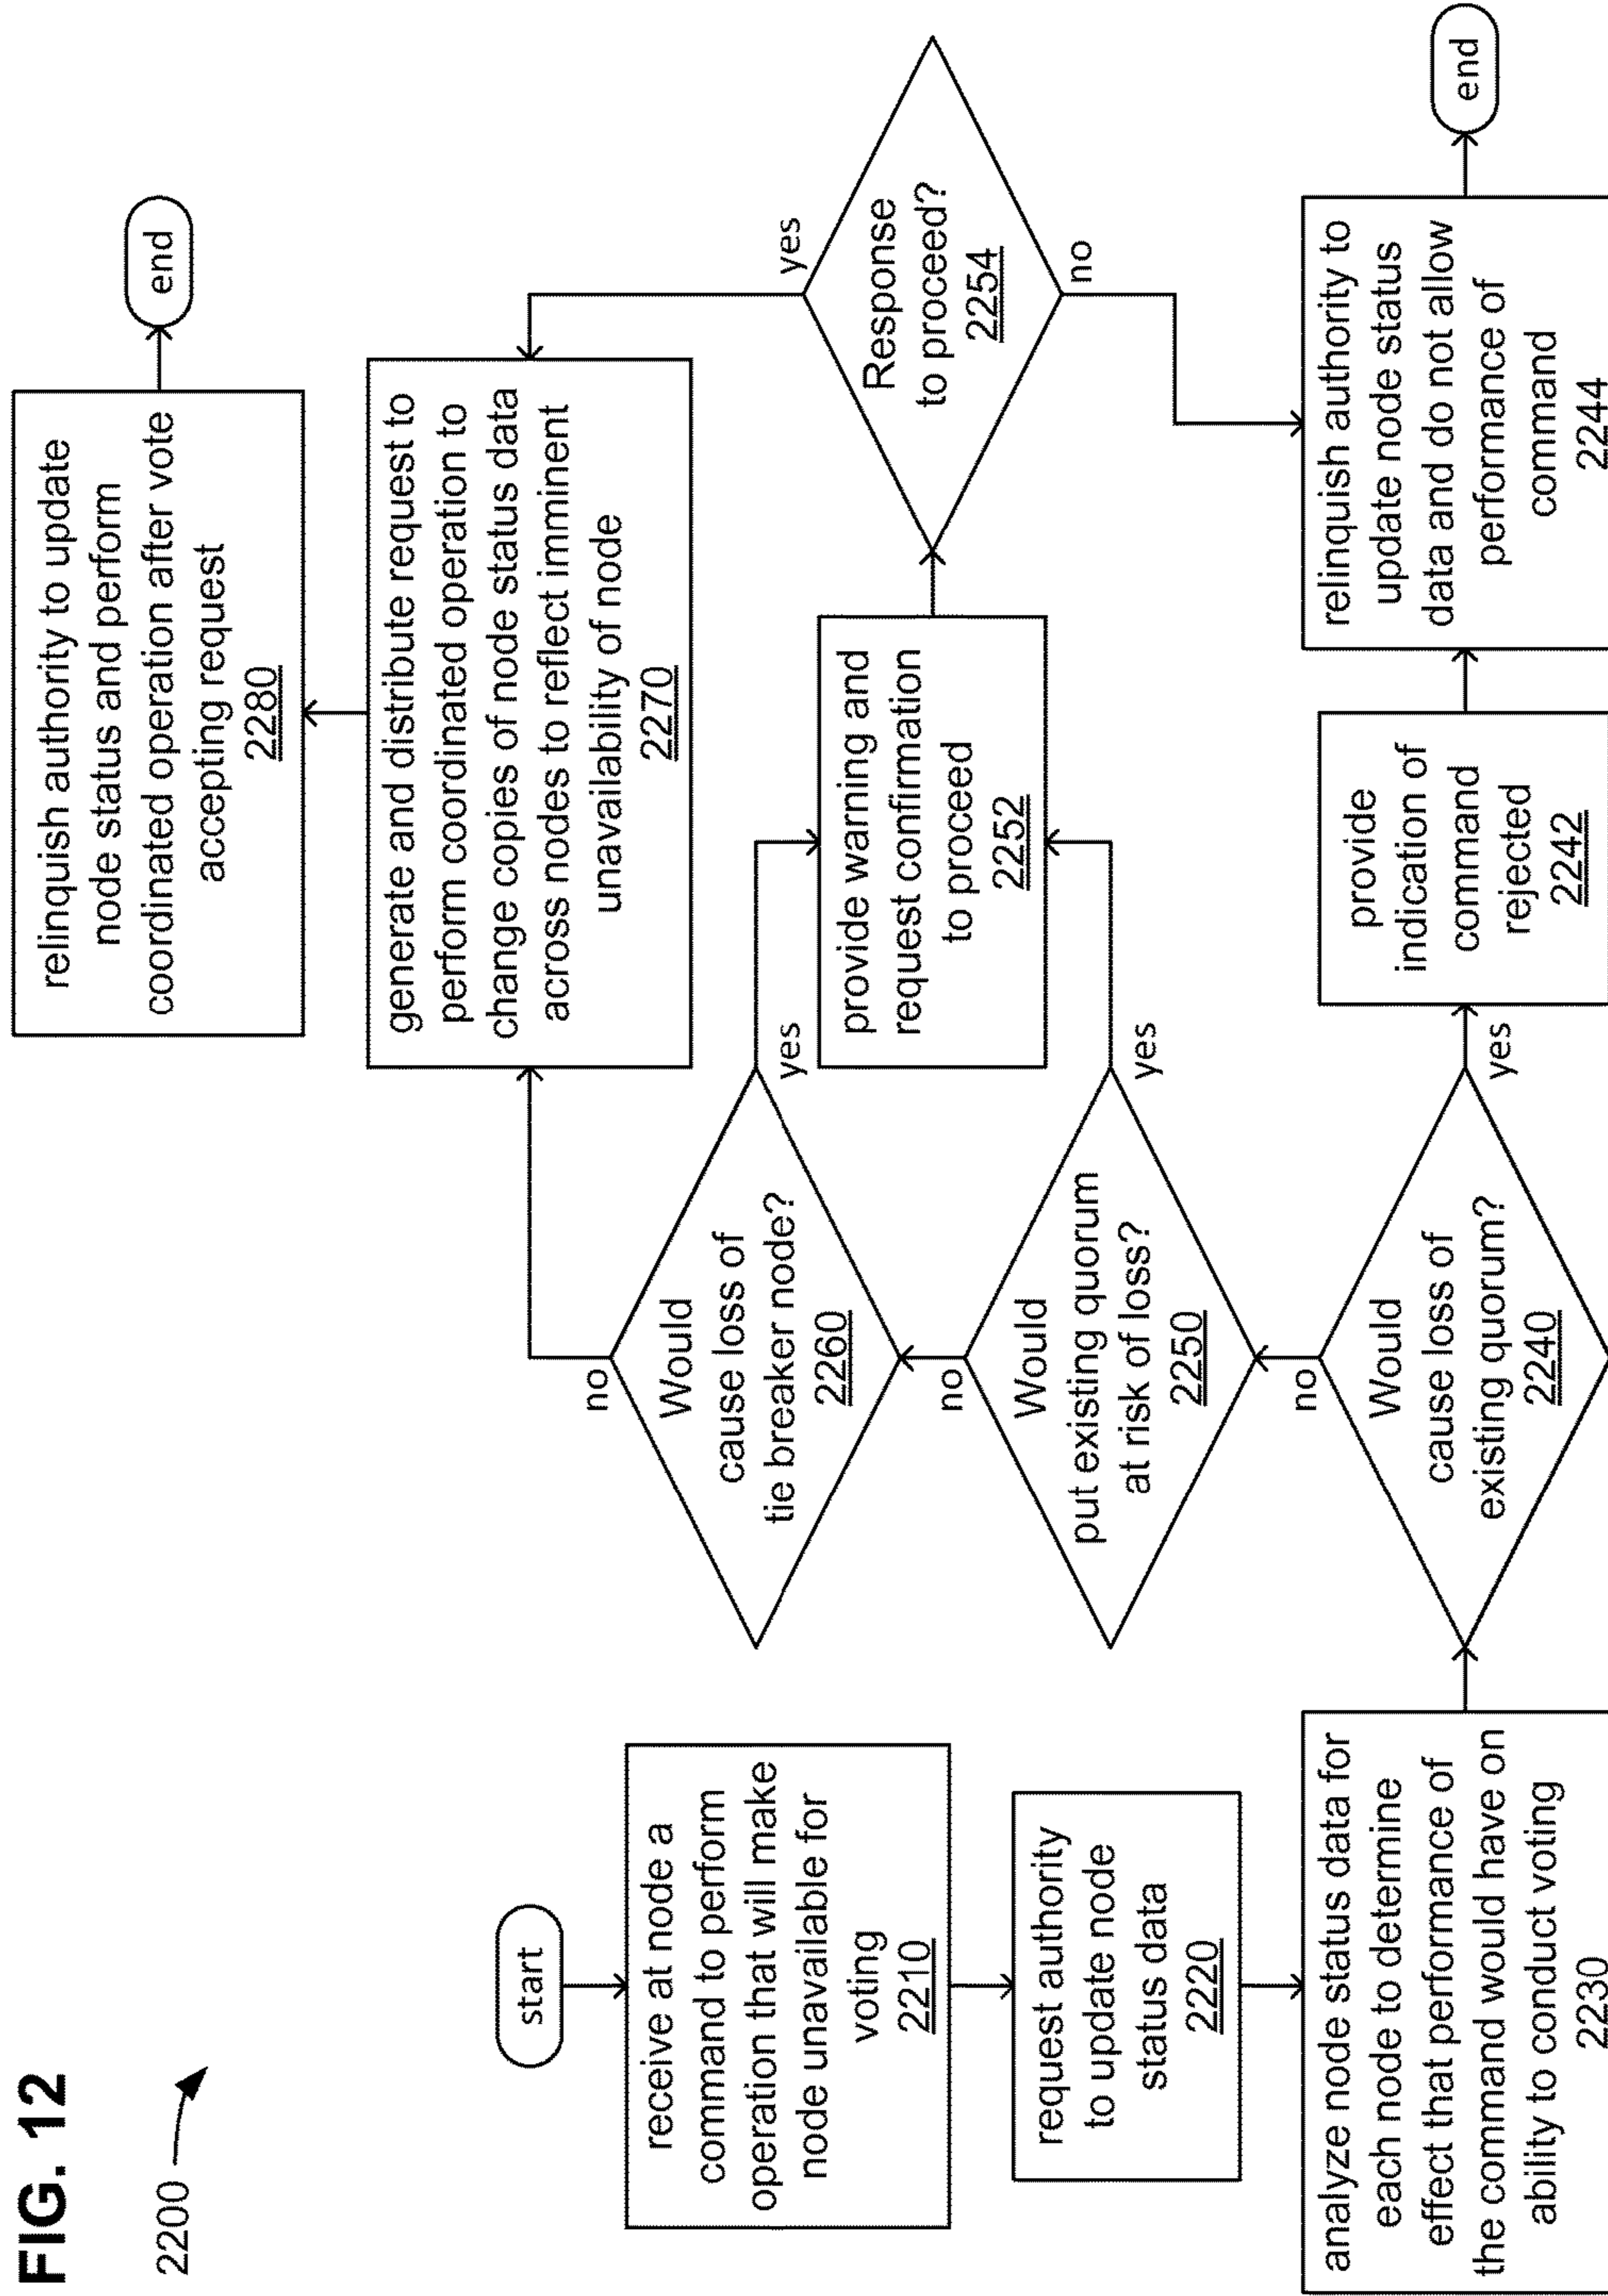 FIG. 12
2200
start
receive at node a
command to perform
operation that will make
node unavailable for
voting
2210
request authority
to update node
status data
2220
analyze node status data for
each node to determine
effect that performance of
the command would have on
ability to conduct voting
2230
Would
cause loss of
existing quorum?
2240
yes
no
provide
indication of
command
rejected
2242
relinquish authority to
update node status
data and do not allow
performance of
command
2244
end
Would
put existing quorum
at risk of loss?
2250
yes
no
Would
cause loss of
tie breaker node?
2260
yes
no
provide warning and
request confirmation
to proceed
2252
Response
to proceed?
2254
yes
no
generate and distribute request to
perform coordinated operation to
change copies of node status data
across nodes to reflect imminent
unavailability of node
2270
relinquish authority to update
node status and perform
coordinated operation after vote
accepting request
2280
end